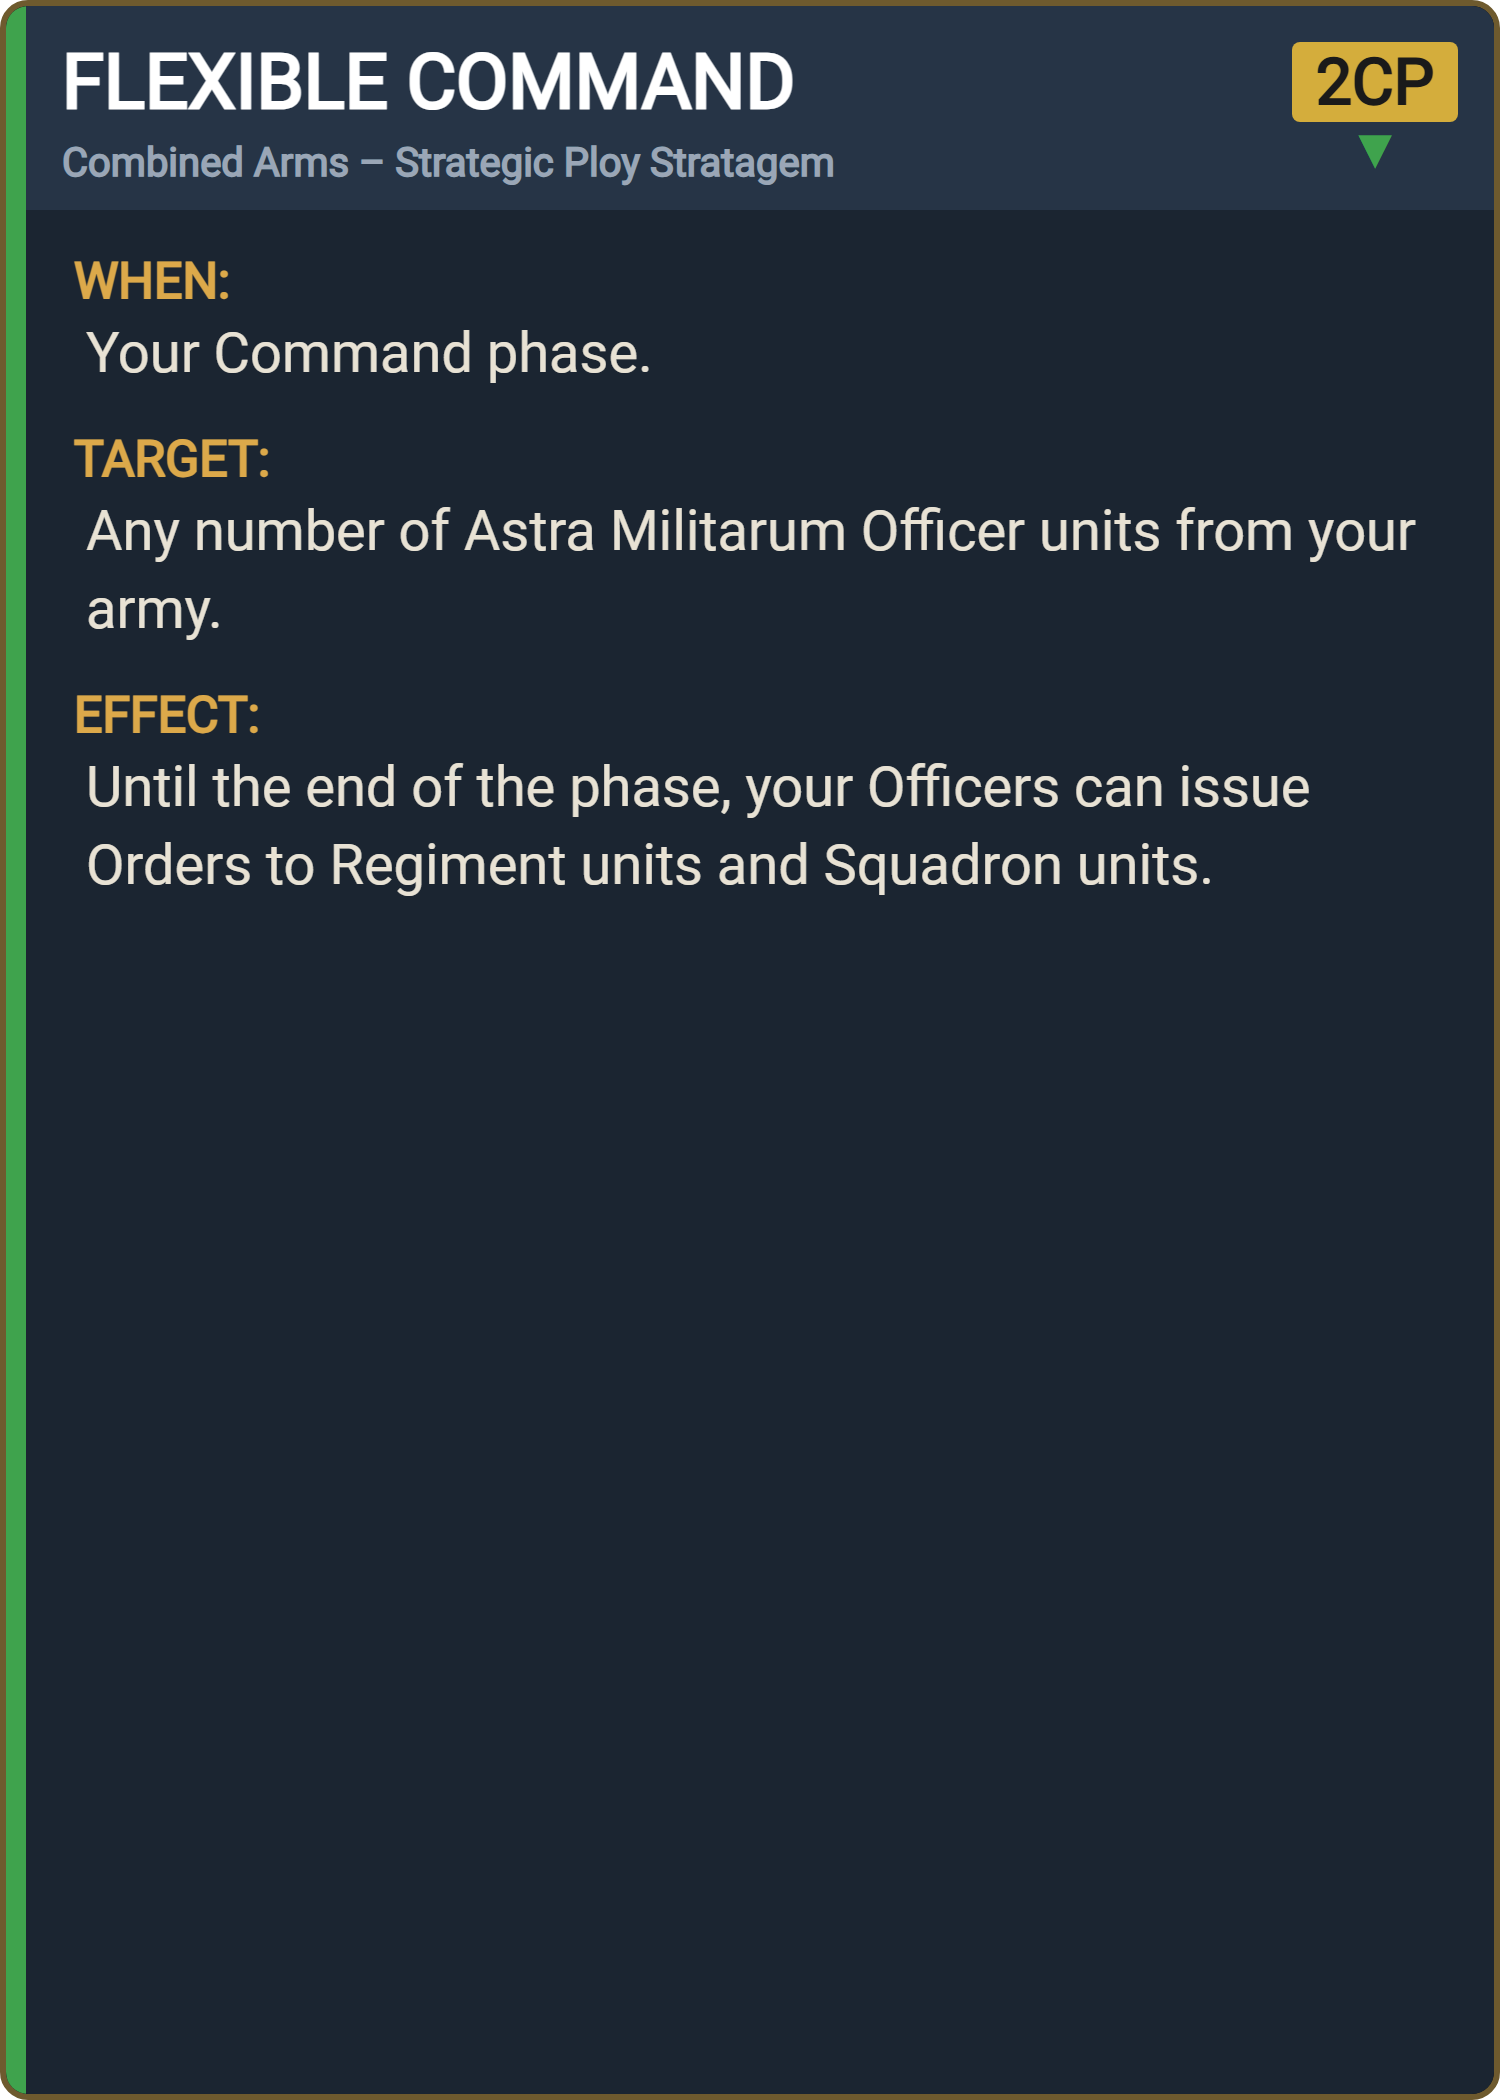 FLEXIBLE COMMAND
2CP
Combined Arms – Strategic Ploy Stratagem
WHEN:
Your Command phase.
TARGET:
Any number of Astra Militarum Officer units from your
army.
EFFECT:
Until the end of the phase, your Officers can issue
Orders to Regiment units and Squadron units.